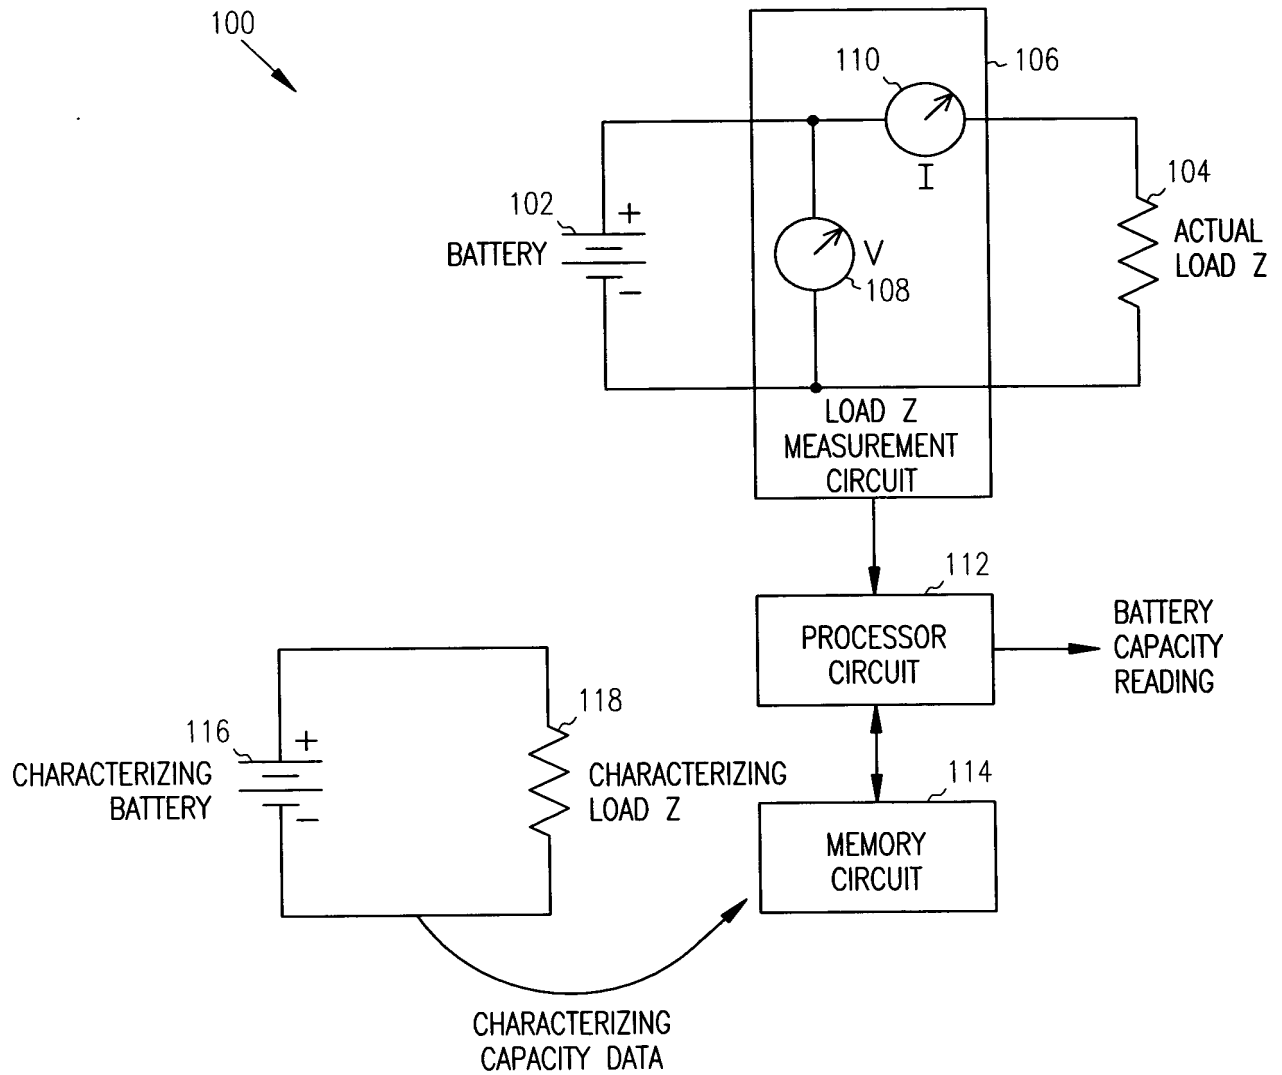 100
110
106
I
102
+
BATTERY
−
V
108
104
ACTUAL
LOAD Z
LOAD Z
MEASUREMENT
CIRCUIT
112
PROCESSOR
CIRCUIT
BATTERY
CAPACITY
READING
116
+
CHARACTERIZING
BATTERY
−
118
CHARACTERIZING
LOAD Z
114
MEMORY
CIRCUIT
CHARACTERIZING
CAPACITY DATA